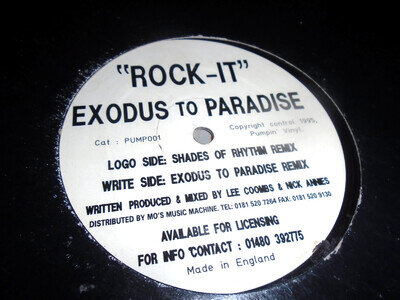 "ROCK-IT"
EXODUS TO PARADISE
Cat : PUMP001
Copyright control 1995,
Pumpin' Vinyl.
LOGO SIDE: SHADES OF RHYTHM REMIX
WRITE SIDE: EXODUS TO PARADISE REMIX
WRITTEN PRODUCED & MIXED BY LEE COOMBS & NICK ANNIES
DISTRIBUTED BY MO'S MUSIC MACHINE. TEL: 0181 520 7264 FAX: 0181 520 9130
AVAILABLE FOR LICENSING
FOR INFO CONTACT : 01480 392775
Made in England